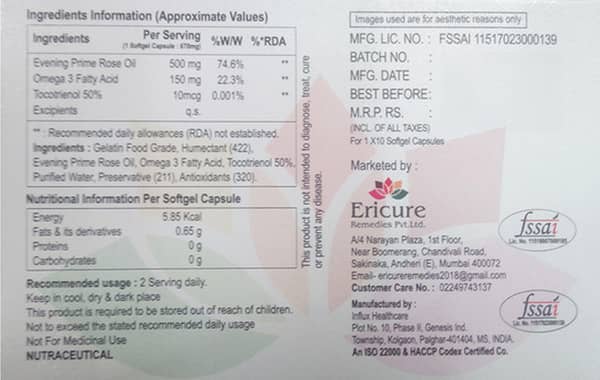 Ingredients Information (Approximate Values)
Ingredients Per Serving (1 Softgel Capsule : 670mg) %W/W %*RDA
Evening Prime Rose Oil 500 mg 74.6% **
Omega 3 Fatty Acid 150 mg 22.3% **
Tocotrienol 50% 10mcg 0.001% **
Excipients q.s.
** : Recommended daily allowances (RDA) not established.
Ingredients : Gelatin Food Grade, Humectant (422),
Evening Prime Rose Oil, Omega 3 Fatty Acid, Tocotrienol 50%,
Purified Water, Preservative (211), Antioxidants (320).
Nutritional Information Per Softgel Capsule
Energy 5.85 Kcal
Fats & its derivatives 0.65 g
Proteins 0 g
Carbohydrates 0 g
Recommended usage : 2 Serving daily.
Keep in cool, dry & dark place
This product is required to be stored out of reach of children.
Not to exceed the stated recommended daily usage
Not For Medicinal Use
NUTRACEUTICAL
This product is not intended to diagnose, treat, cure
or prevent any disease.
Images used are for aesthetic reasons only
MFG. LIC. NO. : FSSAI 11517023000139
BATCH NO. :
MFG. DATE :
BEST BEFORE:
M.R.P. RS. :
(INCL. OF ALL TAXES)
For 1 X10 Softgel Capsules
Marketed by :
Ericure
Remedies Pvt.Ltd.
A/4 Narayan Plaza, 1st Floor,
Near Boomerang, Chandivali Road,
Sakinaka, Andheri (E), Mumbai 400072
Email- ericureremedies2018@gmail.com
Customer Care No. : 02249743137
fssai
Lic. No.
Manufactured by :
Influx Healthcare
Plot No. 10, Phase II, Genesis Ind.
Township, Kolgaon, Palghar-401404, MS, INDIA.
An ISO 22000 & HACCP Codex Certified Co.
fssai
Lic. No. 11517023000139